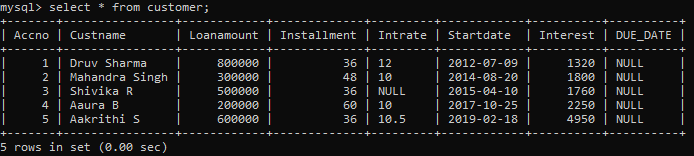 mysql> select * from customer;
+-------+----------------+------------+-------------+---------+------------+----------+----------+
| Accno | Custname       | Loanamount | Installment | Intrate | Startdate  | Interest | DUE_DATE |
+-------+----------------+------------+-------------+---------+------------+----------+----------+
|     1 | Druv Sharma    |     800000 |          36 | 12      | 2012-07-09 |     1320 | NULL     |
|     2 | Mahandra Singh |     300000 |          48 | 10      | 2014-08-20 |     1800 | NULL     |
|     3 | Shivika R      |     500000 |          36 | NULL    | 2015-04-10 |     1760 | NULL     |
|     4 | Aaura B        |     200000 |          60 | 10      | 2017-10-25 |     2250 | NULL     |
|     5 | Aakrithi S     |     600000 |          36 | 10.5    | 2019-02-18 |     4950 | NULL     |
+-------+----------------+------------+-------------+---------+------------+----------+----------+
5 rows in set (0.00 sec)